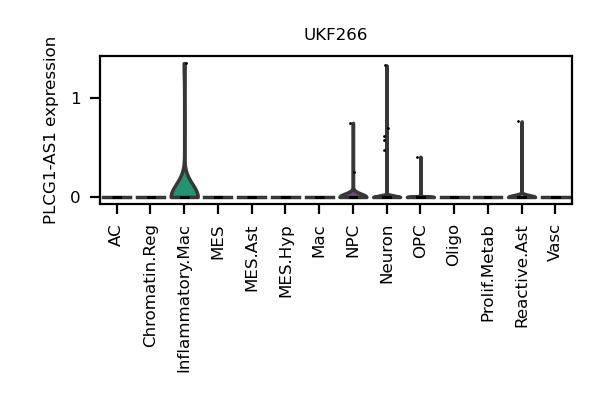 UKF266
PLCG1-AS1 expression
1
0
AC
Chromatin.Reg
Inflammatory.Mac
MES
MES.Ast
MES.Hyp
Mac
NPC
Neuron
OPC
Oligo
Prolif.Metab
Reactive.Ast
Vasc